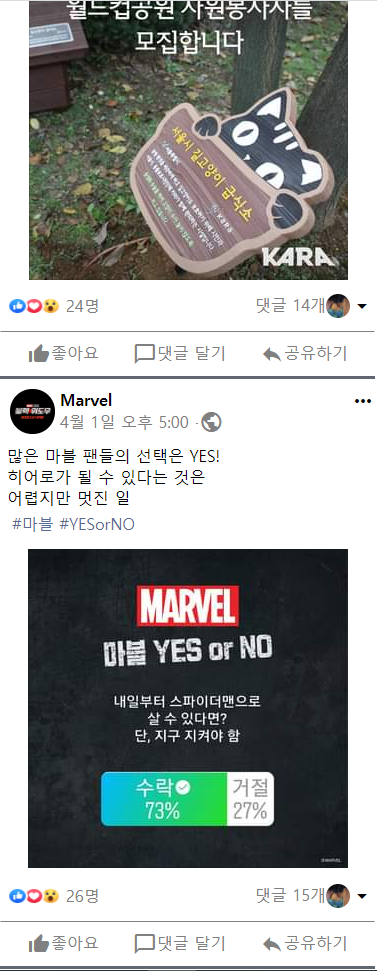 월드컵공원 자원봉사자를
모집합니다
서울시 길고양이 급식소
KARA
24명
댓글 14개
좋아요
댓글 달기
공유하기
Marvel
4월 1일 오후 5:00 ·
많은 마블 팬들의 선택은 YES!
히어로가 될 수 있다는 것은
어렵지만 멋진 일
#마블 #YESorNO
MARVEL
마블 YES or NO
내일부터 스파이더맨으로
살 수 있다면?
단, 지구 지켜야 함
수락 거절
73% 27%
©MARVEL
26명
댓글 15개
좋아요
댓글 달기
공유하기